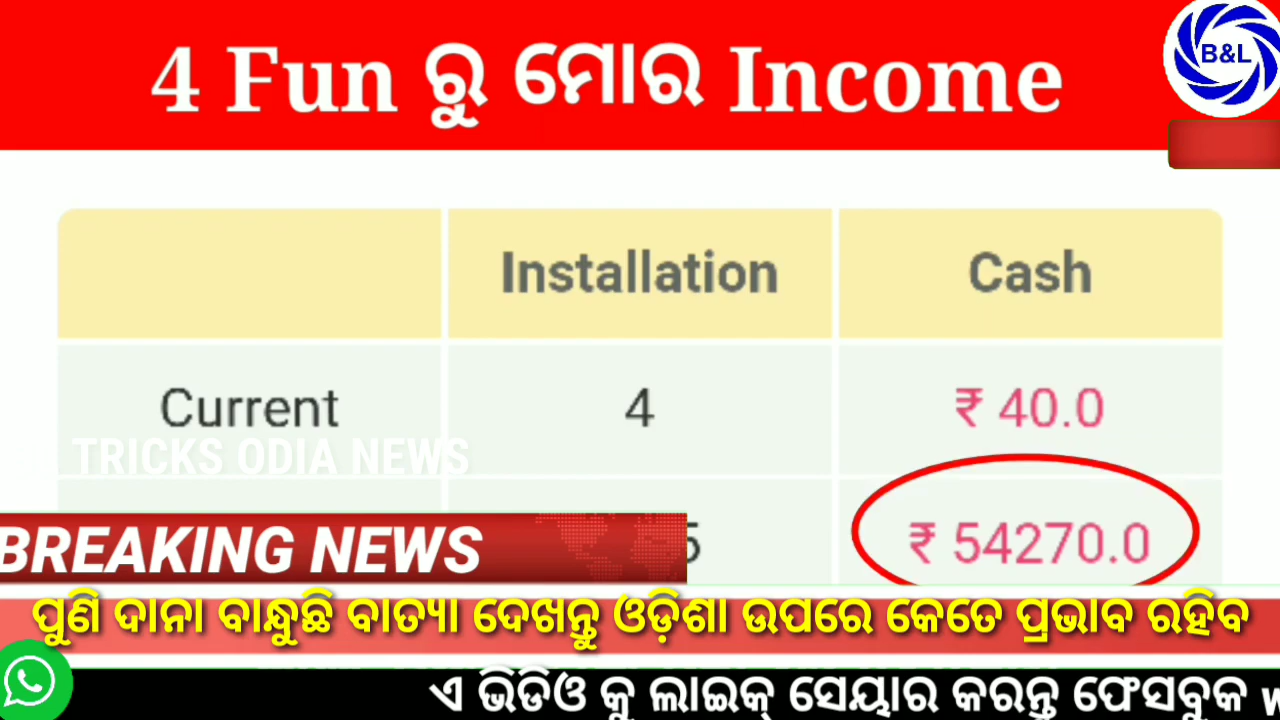 4 Fun ରୁ ମୋର Income
B&L
Installation Cash
Current 4 ₹ 40.0
TRICKS ODIA NEWS
₹ 54270.0
BREAKING NEWS
ପୁଣି ଦାନା ବାନ୍ଧୁଛି ବାତ୍ୟା ଦେଖନ୍ତୁ ଓଡ଼ିଶା ଉପରେ କେତେ ପ୍ରଭାବ ରହିବ
ଏ ଭିଡିଓ କୁ ଲାଇକ୍ ସେୟାର କରନ୍ତୁ ଫେସବୁକ